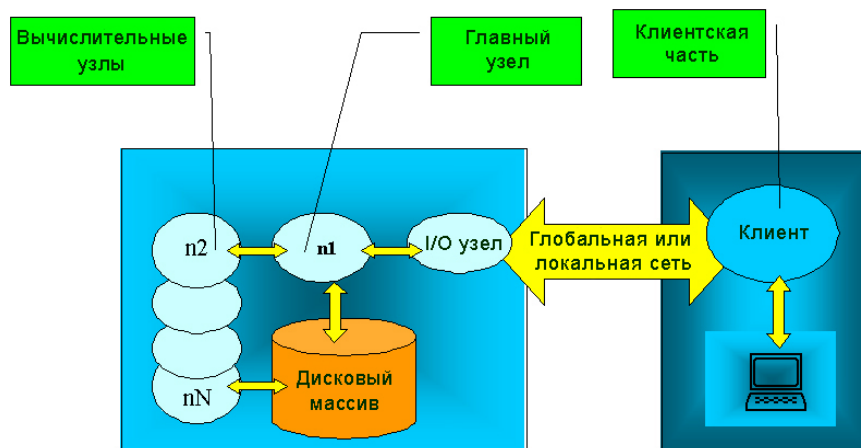 Вычислительные
узлы
Главный
узел
Клиентская
часть
n2
n1
I/O узел
Глобальная или
локальная сеть
Клиент
nN
Дисковый
массив